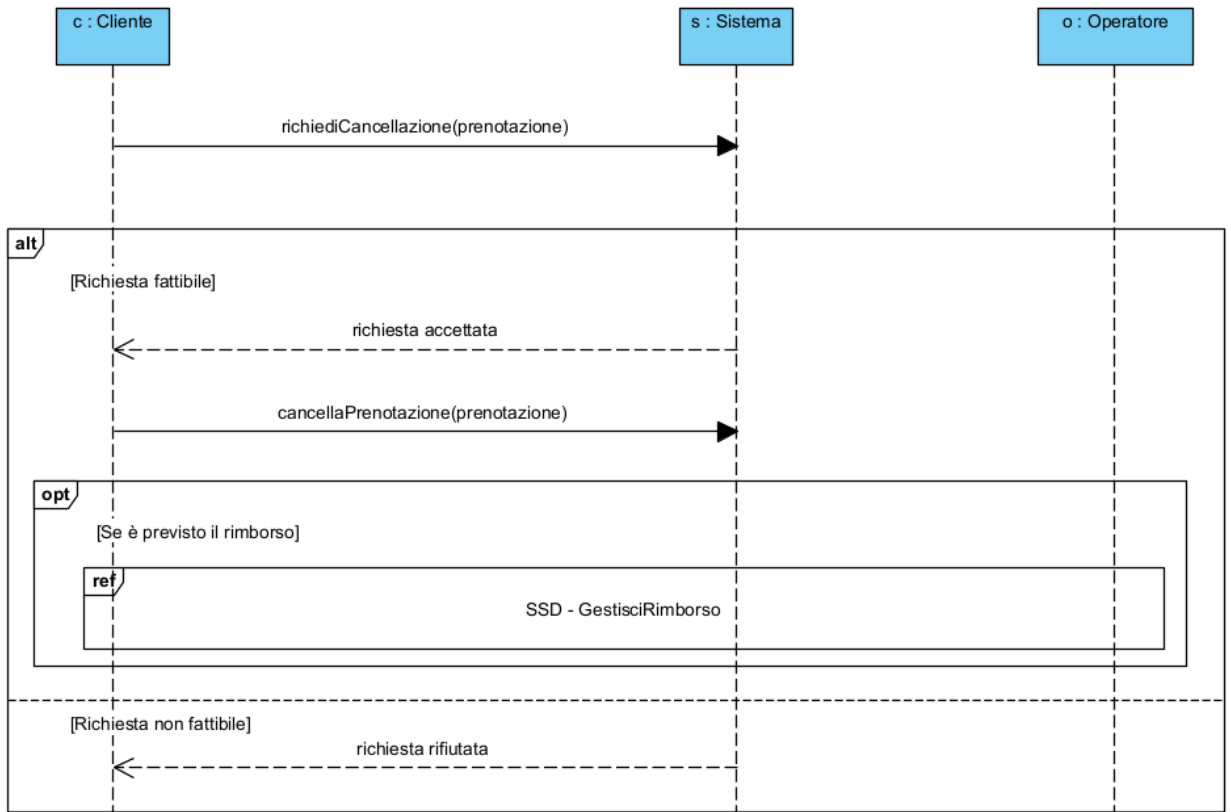 c : Cliente
s : Sistema
o : Operatore
richiediCancellazione(prenotazione)
alt
[Richiesta fattibile]
richiesta accettata
cancellaPrenotazione(prenotazione)
opt
[Se è previsto il rimborso]
ref
SSD - GestisciRimborso
[Richiesta non fattibile]
richiesta rifiutata